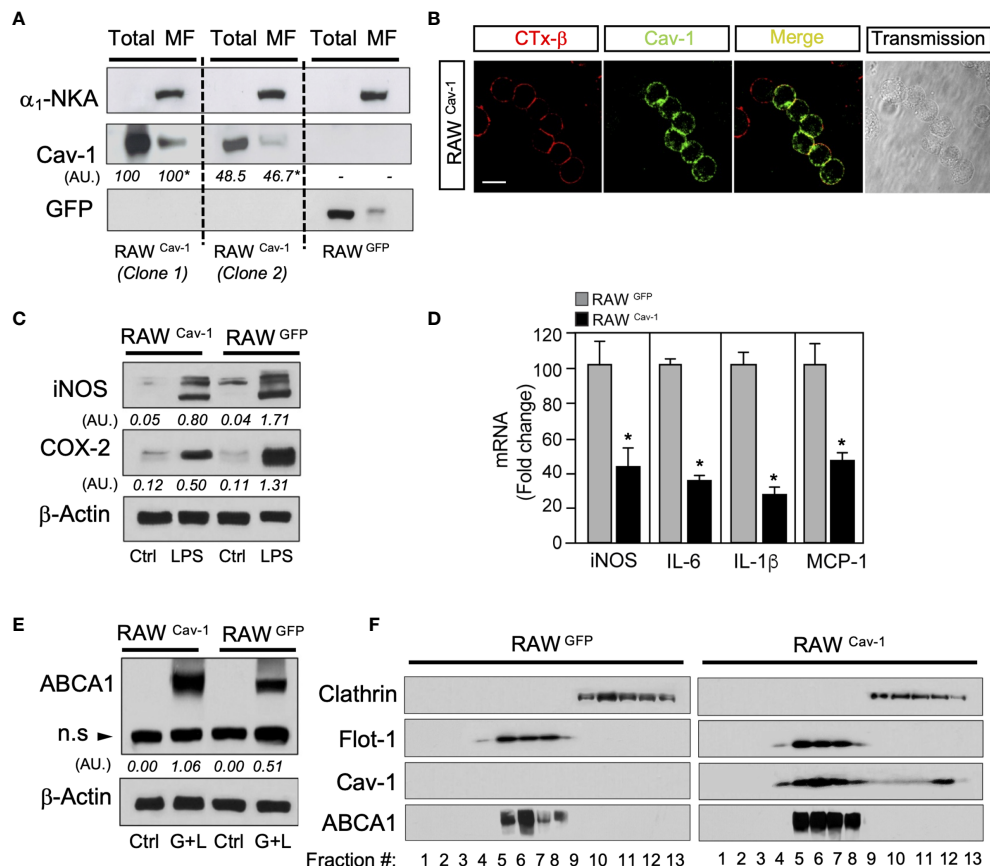 A
Total MF Total MF Total MF
α1-NKA
Cav-1
(AU.) 100 100* 48.5 46.7* - -
GFP
RAW Cav-1 RAW Cav-1 RAW GFP
(Clone 1) (Clone 2)
B
CTx-β Cav-1 Merge Transmission
RAW Cav-1
C
RAW Cav-1 RAW GFP
iNOS
(AU.) 0.05 0.80 0.04 1.71
COX-2
(AU.) 0.12 0.50 0.11 1.31
β-Actin
Ctrl LPS Ctrl LPS
D
RAW GFP
RAW Cav-1
mRNA
(Fold change)
120
100
80
60
40
20
0
* * * *
iNOS IL-6 IL-1β MCP-1
E
RAW Cav-1 RAW GFP
ABCA1
n.s ►
(AU.) 0.00 1.06 0.00 0.51
β-Actin
Ctrl G+L Ctrl G+L
F
RAW GFP RAW Cav-1
Clathrin
Flot-1
Cav-1
ABCA1
Fraction #: 1 2 3 4 5 6 7 8 9 10 11 12 13 1 2 3 4 5 6 7 8 9 10 11 12 13